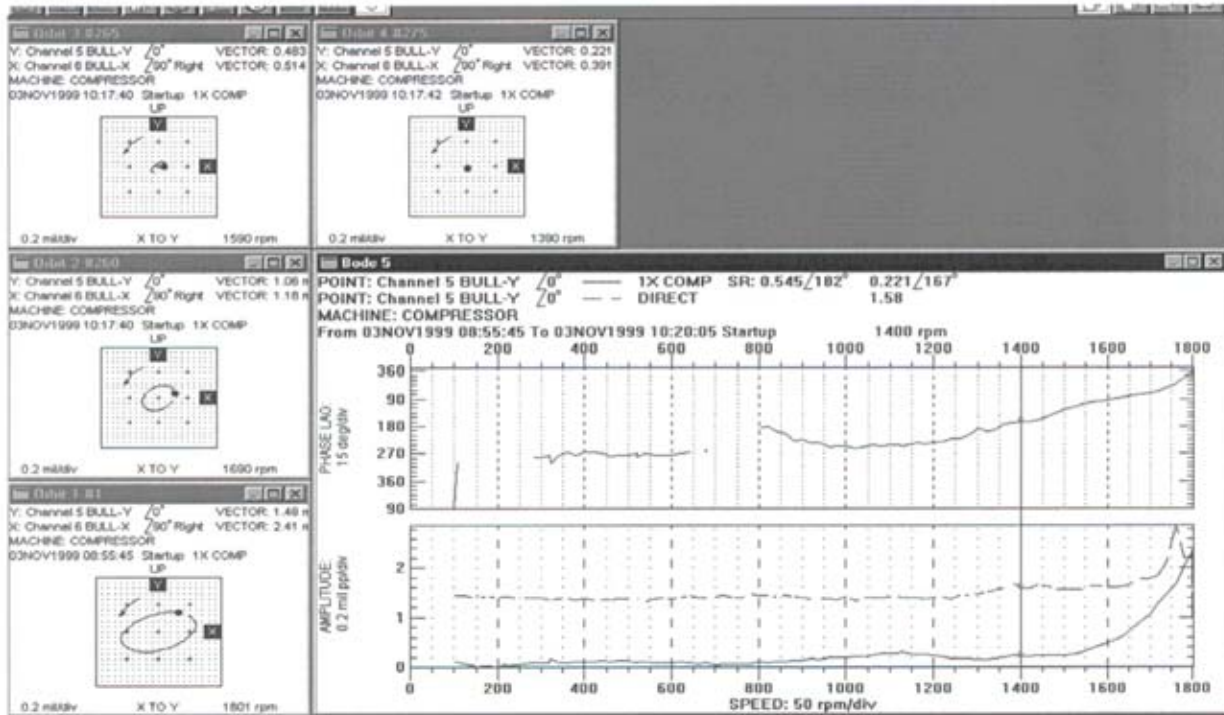 Orbit 3 #265
Y: Channel 5 BULL-Y ∠0° VECTOR: 0.483
X: Channel 6 BULL-X ∠90° Right VECTOR: 0.514
MACHINE: COMPRESSOR
03NOV1999 10:17:40 Startup 1X COMP
UP
Y
X
0.2 mil/div X TO Y 1590 rpm
Orbit 4 #275
Y: Channel 5 BULL-Y ∠0° VECTOR: 0.221
X: Channel 6 BULL-X ∠90° Right VECTOR: 0.391
MACHINE: COMPRESSOR
03NOV1999 10:17:42 Startup 1X COMP
UP
Y
X
0.2 mil/div X TO Y 1390 rpm
Orbit 2 #260
Y: Channel 5 BULL-Y ∠0° VECTOR: 1.06
X: Channel 6 BULL-X ∠90° Right VECTOR: 1.18
MACHINE: COMPRESSOR
03NOV1999 10:17:40 Startup 1X COMP
UP
Y
X
0.2 mil/div X TO Y 1690 rpm
Orbit 1 #1
Y: Channel 5 BULL-Y ∠0° VECTOR: 1.48
X: Channel 6 BULL-X ∠90° Right VECTOR: 2.41
MACHINE: COMPRESSOR
03NOV1999 08:55:45 Startup 1X COMP
UP
Y
X
0.2 mil/div X TO Y 1801 rpm
Bode 5
POINT: Channel 5 BULL-Y ∠0° 1X COMP SR: 0.545∠182° 0.221∠167°
POINT: Channel 5 BULL-Y ∠0° DIRECT 1.58
MACHINE: COMPRESSOR
From 03NOV1999 08:55:45 To 03NOV1999 10:20:05 Startup 1400 rpm
0 200 400 600 800 1000 1200 1400 1600 1800
360
90
180
270
360
90
PHASE LAG:
15 deg/div
2
1
0
AMPLITUDE:
0.2 mil pp/div
0 200 400 600 800 1000 1200 1400 1600 1800
SPEED: 50 rpm/div